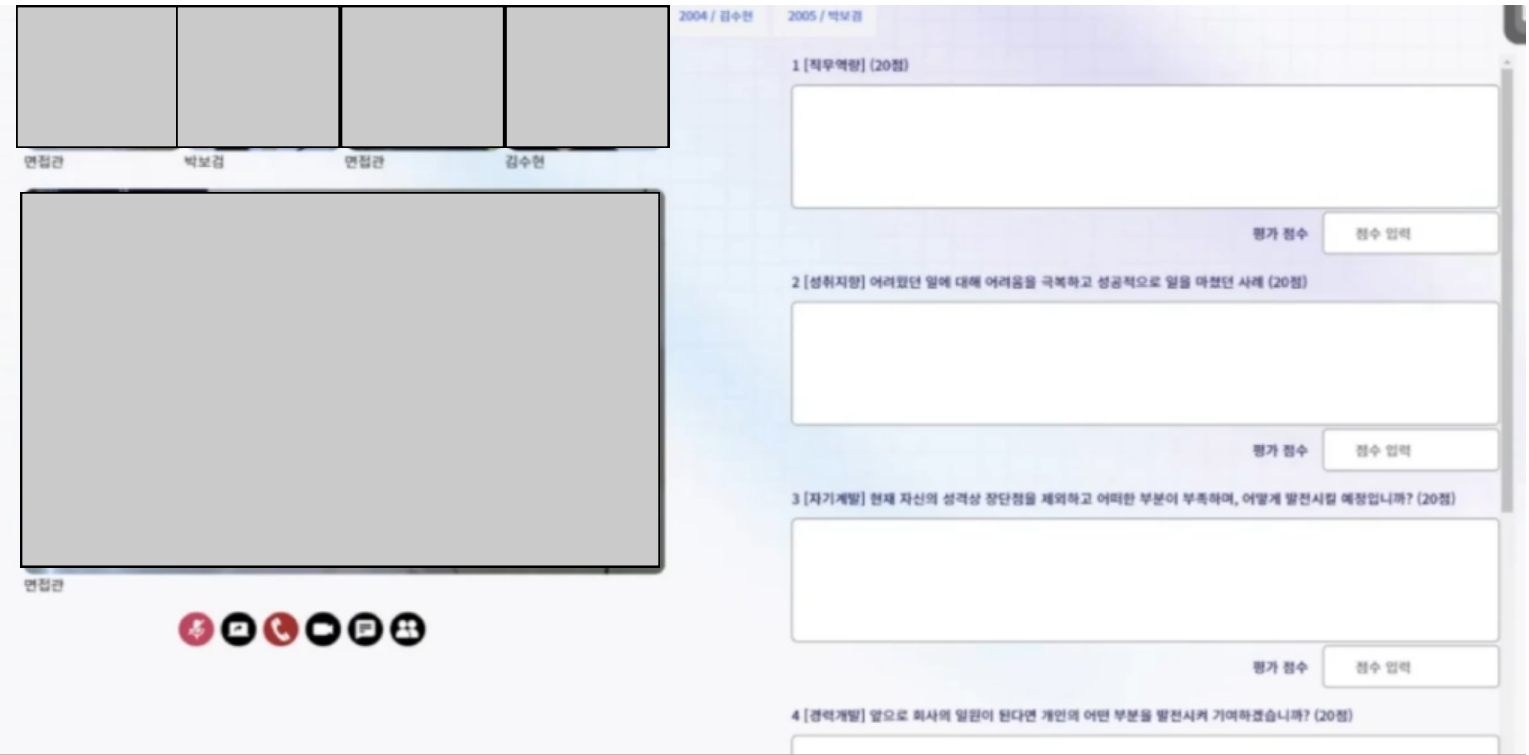 2004 / 김수현
2005 / 박보검
면접관
박보검
면접관
김수현
면접관
1 [직무역량] (20점)
평가 점수
점수 입력
2 [성취지향] 어려웠던 일에 대해 어려움을 극복하고 성공적으로 일을 마쳤던 사례 (20점)
평가 점수
점수 입력
3 [자기계발] 현재 자신의 성격상 장단점을 제외하고 어떠한 부분이 부족하며, 어떻게 발전시킬 예정입니까? (20점)
평가 점수
점수 입력
4 [경력개발] 앞으로 회사의 일원이 된다면 개인의 어떤 부분을 발전시켜 기여하겠습니까? (20점)